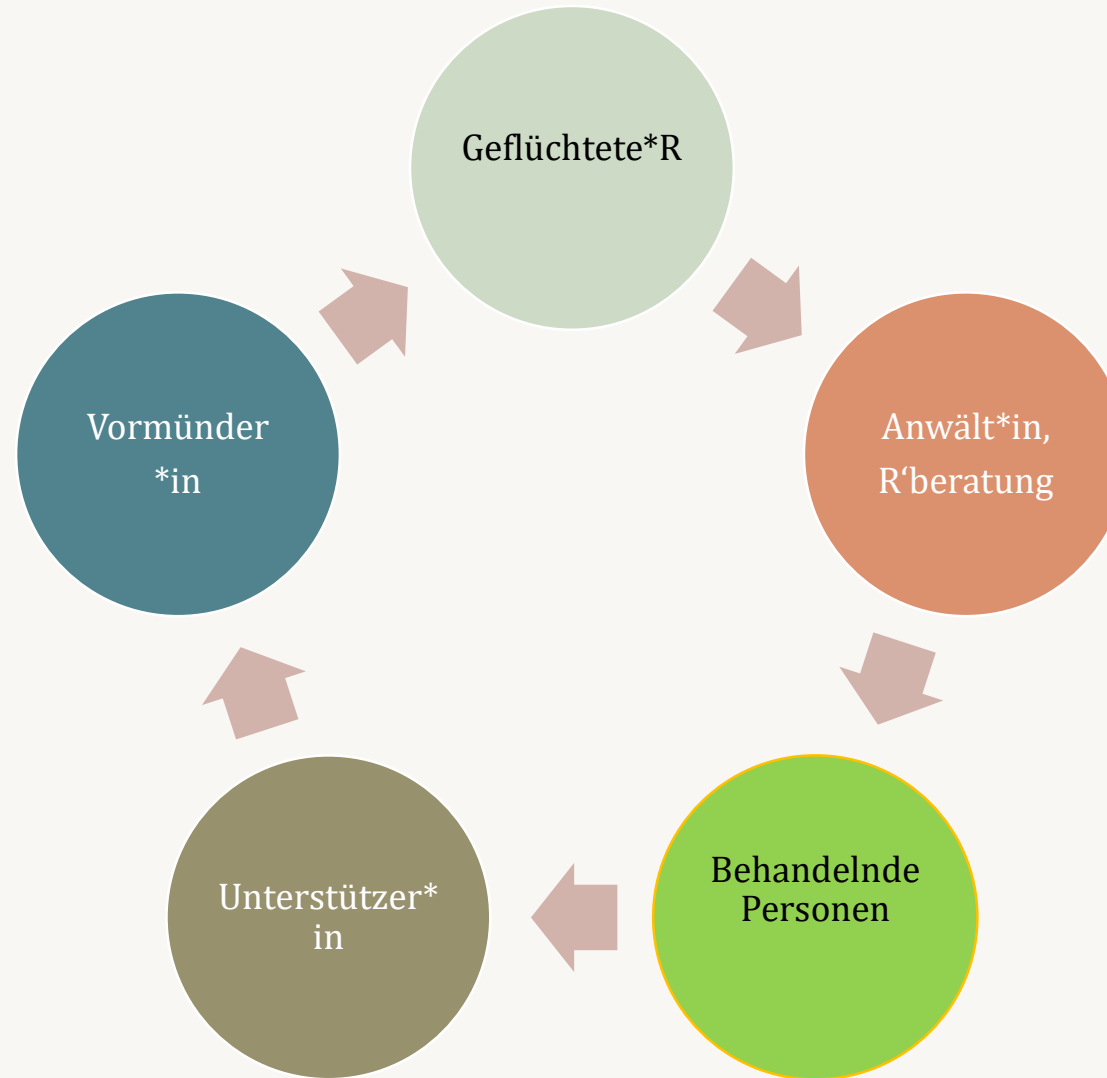 Geflüchtete*R
Anwält*in,
R‘beratung
Behandelnde
Personen
Unterstützer*
in
Vormünder
*in